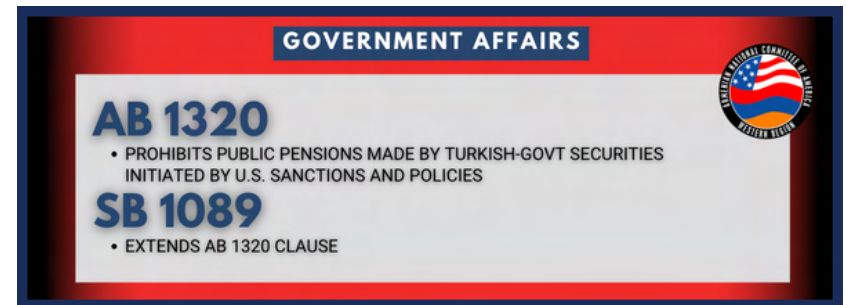 GOVERNMENT AFFAIRS
ARMENIAN NATIONAL COMMITTEE OF AMERICA
WESTERN REGION
AB 1320
• PROHIBITS PUBLIC PENSIONS MADE BY TURKISH-GOVT SECURITIES
INITIATED BY U.S. SANCTIONS AND POLICIES
SB 1089
• EXTENDS AB 1320 CLAUSE